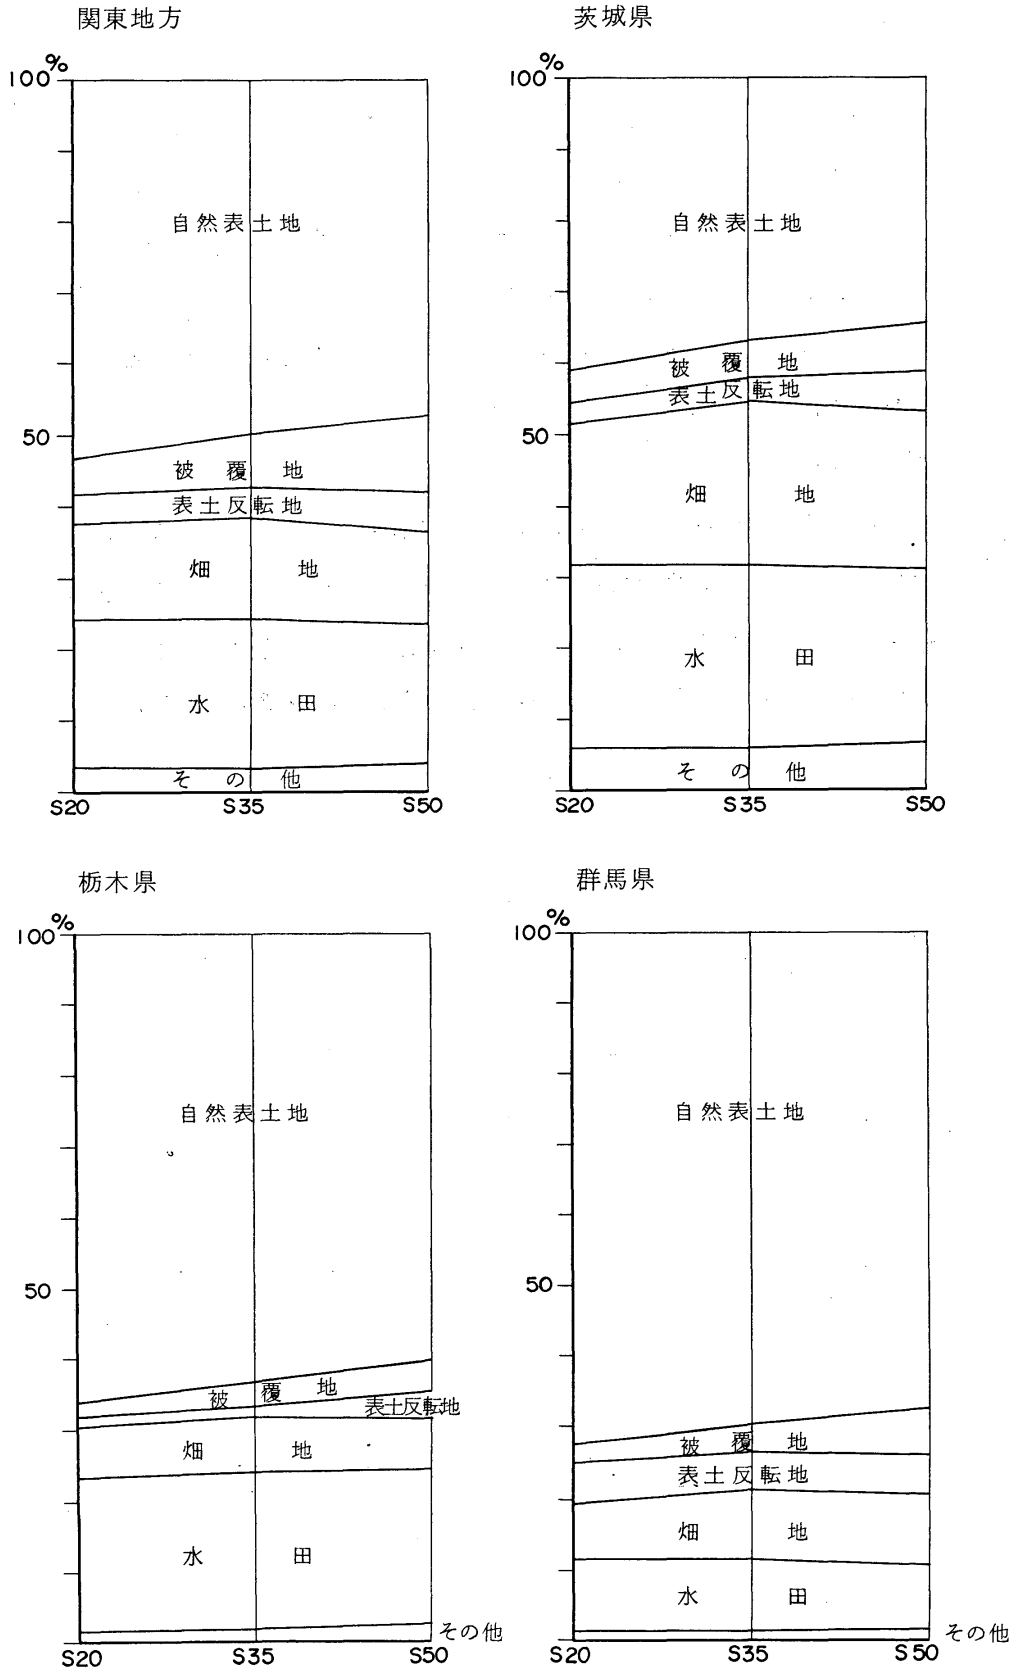 関東地方
100%
自然表土地
50
被覆地
表土反転地
畑地
水田
その他
S20 S35 S50
茨城県
100%
自然表土地
被覆地
表土反転地
50
畑地
水田
その他
S20 S35 S50
栃木県
100%
自然表土地
50
被覆地
表土反転地
畑地
水田
その他
S20 S35 S50
群馬県
100%
自然表土地
50
被覆地
表土反転地
畑地
水田
その他
S20 S35 S50